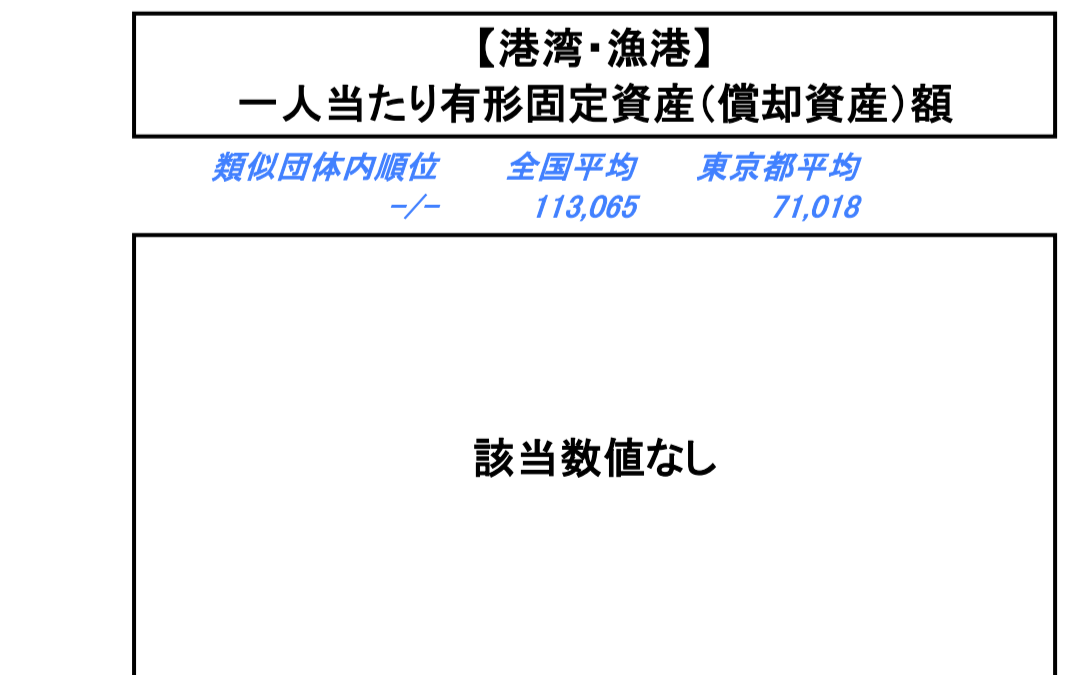 【港湾・漁港】
一人当たり有形固定資産（償却資産）額
類似団体内順位 全国平均 東京都平均
-/- 113,065 71,018
該当数値なし